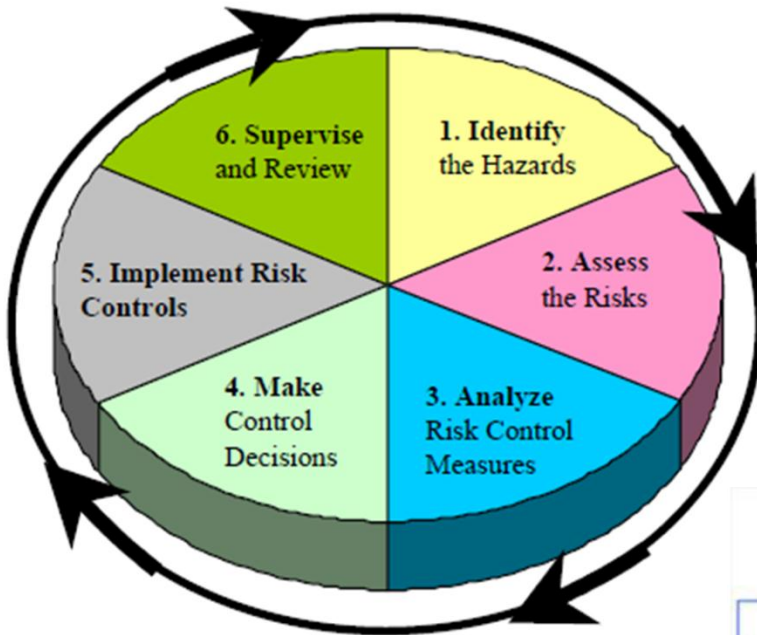 1. Identify
the Hazards
2. Assess
the Risks
3. Analyze
Risk Control
Measures
4. Make
Control
Decisions
5. Implement Risk
Controls
6. Supervise
and Review